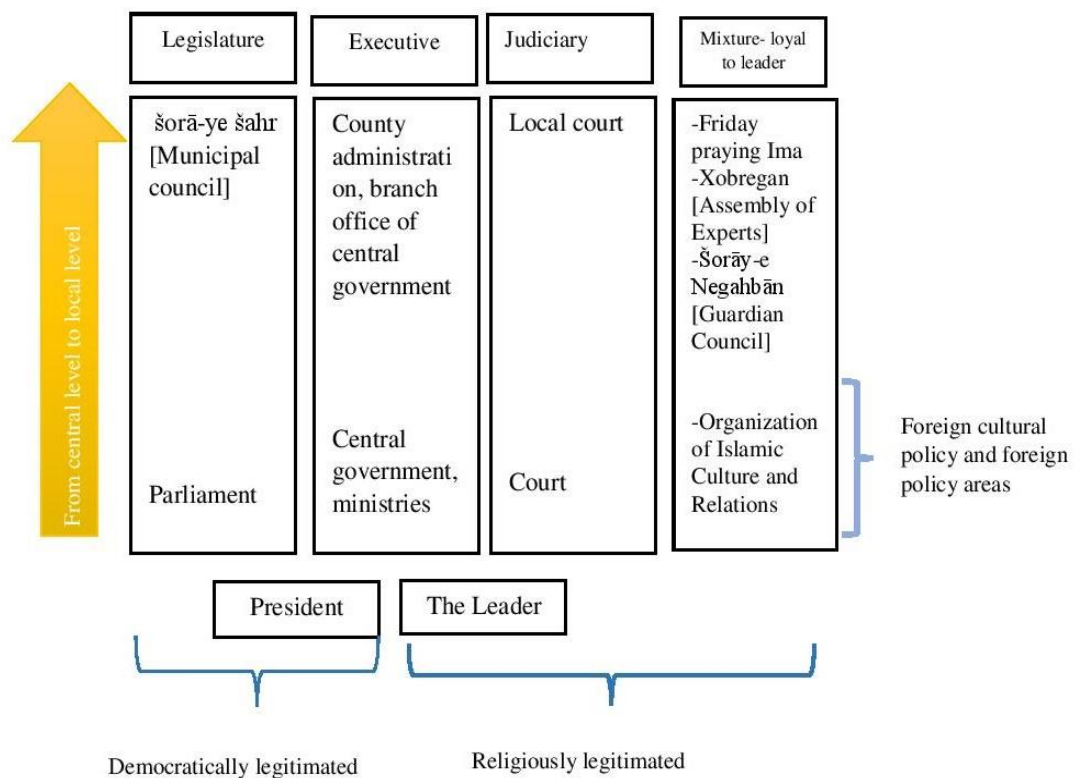 Legislature
Executive
Judiciary
Mixture- loyal
to leader
From central level to local level
šorā-ye šahr
[Municipal
council]
Parliament
County
administrati
on, branch
office of
central
government
Central
government,
ministries
Local court
Court
-Friday
praying Ima
-Xobregan
[Assembly of
Experts]
-Šorāy-e
Negahbān
[Guardian
Council]
-Organization
of Islamic
Culture and
Relations
Foreign cultural
policy and foreign
policy areas
President
The Leader
Democratically legitimated
Religiously legitimated